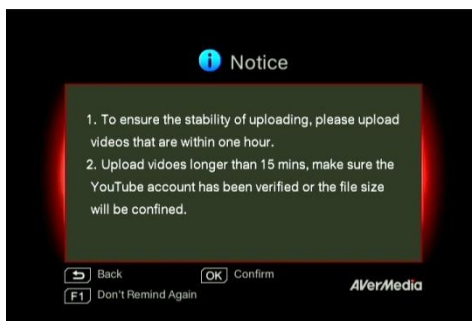 Notice
1. To ensure the stability of uploading, please upload
videos that are within one hour.
2. Upload vidoes longer than 15 mins, make sure the
YouTube account has been verified or the file size
will be confined.
Back
OK Confirm
F1 Don't Remind Again
AVerMedia